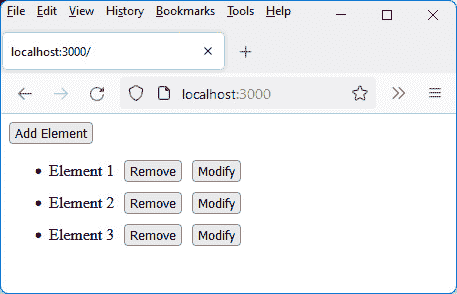 File Edit View History Bookmarks Tools Help
localhost:3000/
localhost:3000
Add Element
Element 1 Remove Modify
Element 2 Remove Modify
Element 3 Remove Modify